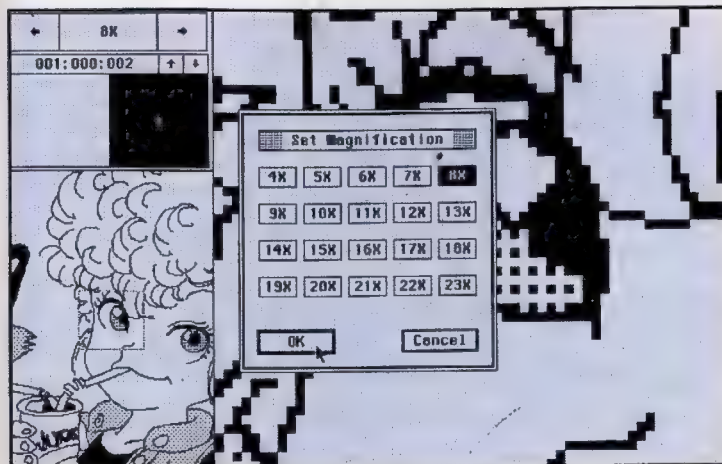 8X
001:000:002
Set Magnification
4X 5X 6X 7X 8X
9X 10X 11X 12X 13X
14X 15X 16X 17X 18X
19X 20X 21X 22X 23X
OK Cancel
JUICE